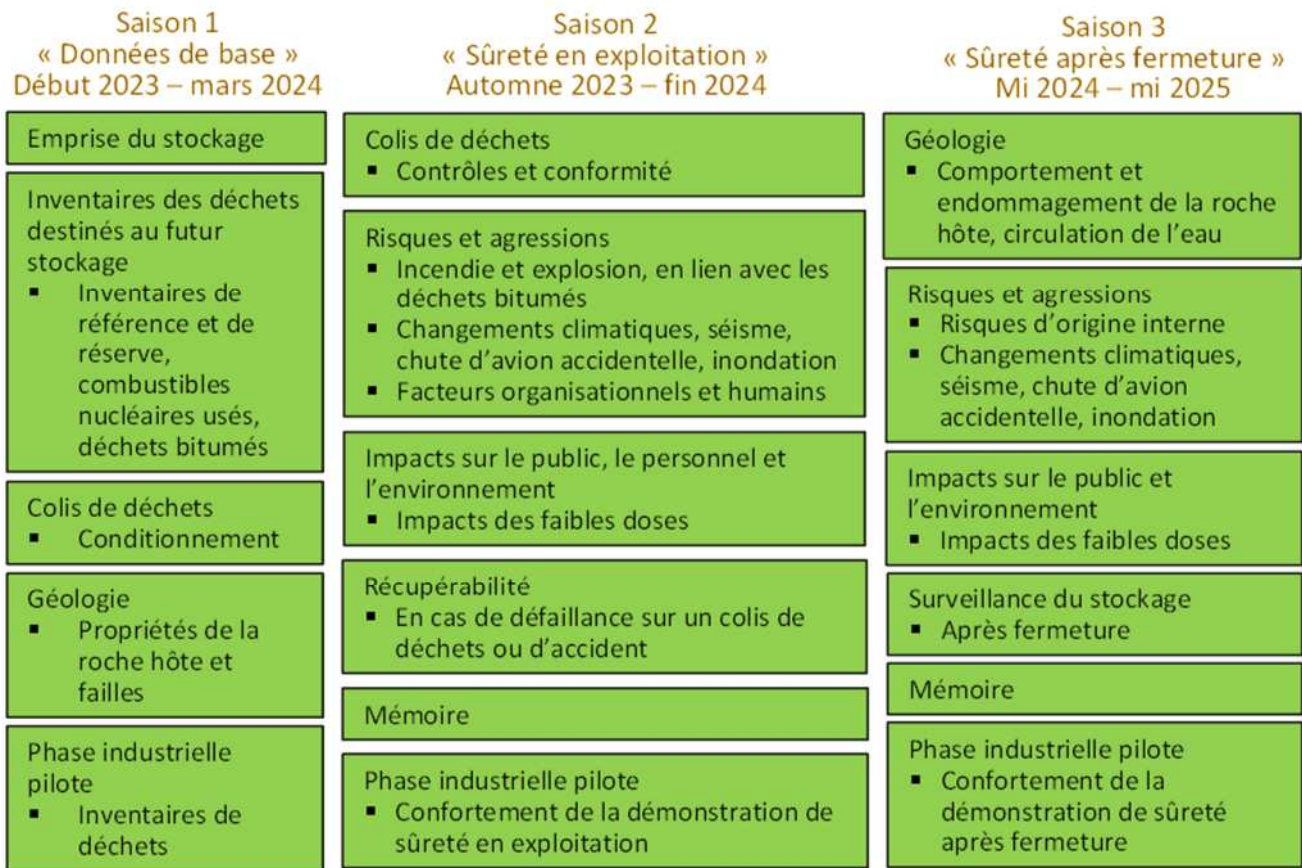 Saison 1
« Données de base »
Début 2023 – mars 2024
Emprise du stockage
Inventaires des déchets
destinés au futur
stockage
▪ Inventaires de
référence et de
réserve,
combustibles
nucléaires usés,
déchets bitumés
Colis de déchets
▪ Conditionnement
Géologie
▪ Propriétés de la
roche hôte et
failles
Phase industrielle
pilote
▪ Inventaires de
déchets
Saison 2
« Sûreté en exploitation »
Automne 2023 – fin 2024
Colis de déchets
▪ Contrôles et conformité
Risques et agressions
▪ Incendie et explosion, en lien avec les
déchets bitumés
▪ Changements climatiques, séisme,
chute d’avion accidentelle, inondation
▪ Facteurs organisationnels et humains
Impacts sur le public, le personnel et
l’environnement
▪ Impacts des faibles doses
Récupérabilité
▪ En cas de défaillance sur un colis de
déchets ou d’accident
Mémoire
Phase industrielle pilote
▪ Confortement de la démonstration de
sûreté en exploitation
Saison 3
« Sûreté après fermeture »
Mi 2024 – mi 2025
Géologie
▪ Comportement et
endommagement de la roche
hôte, circulation de l’eau
Risques et agressions
▪ Risques d’origine interne
▪ Changements climatiques,
séisme, chute d’avion
accidentelle, inondation
Impacts sur le public et
l’environnement
▪ Impacts des faibles doses
Surveillance du stockage
▪ Après fermeture
Mémoire
Phase industrielle pilote
▪ Confortement de la
démonstration de sûreté
après fermeture